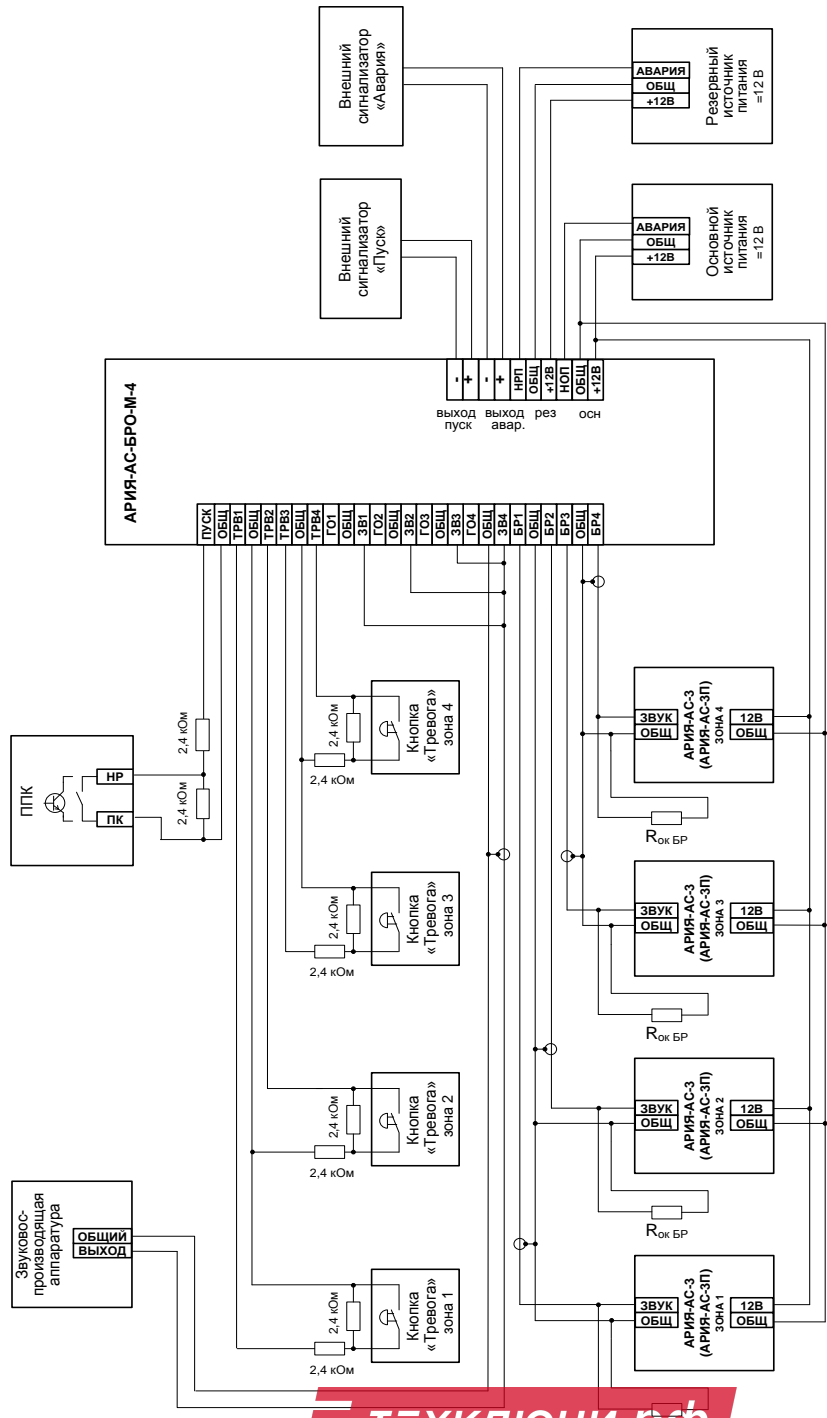 Внешний
сигнализатор
«Авария»
Внешний
сигнализатор
«Пуск»
АВАРИЯ
ОБЩ
+12В
Резервный
источник
питания
=12 В
АВАРИЯ
ОБЩ
+12В
Основной
источник
питания
=12 В
АРИЯ-АС-БРО-М-4
-
+
-
+
НРП
ОБЩ
+12В
НОП
ОБЩ
+12В
выход
пуск
выход
авар.
рез
осн
ПУСК
ОБЩ
ТРВ1
ОБЩ
ТРВ2
ТРВ3
ОБЩ
ТРВ4
ГО1
ОБЩ
ЗВ1
ГО2
ОБЩ
ЗВ2
ГО3
ОБЩ
ЗВ3
ГО4
ОБЩ
ЗВ4
БР1
ОБЩ
БР2
БР3
ОБЩ
БР4
ППК
НР
ПК
2,4 кОм
2,4 кОм
2,4 кОм
2,4 кОм
Кнопка
«Тревога»
зона 4
2,4 кОм
2,4 кОм
Кнопка
«Тревога»
зона 3
2,4 кОм
2,4 кОм
Кнопка
«Тревога»
зона 2
2,4 кОм
2,4 кОм
Кнопка
«Тревога»
зона 1
Звуковос-
производящая
аппаратура
ОБЩИЙ
ВЫХОД
ЗВУК
ОБЩ
АРИЯ-АС-3
(АРИЯ-АС-3П)
ЗОНА 4
12В
ОБЩ
Rок БР
ЗВУК
ОБЩ
АРИЯ-АС-3
(АРИЯ-АС-3П)
ЗОНА 3
12В
ОБЩ
Rок БР
ЗВУК
ОБЩ
АРИЯ-АС-3
(АРИЯ-АС-3П)
ЗОНА 2
12В
ОБЩ
Rок БР
ЗВУК
ОБЩ
АРИЯ-АС-3
(АРИЯ-АС-3П)
ЗОНА 1
12В
ОБЩ